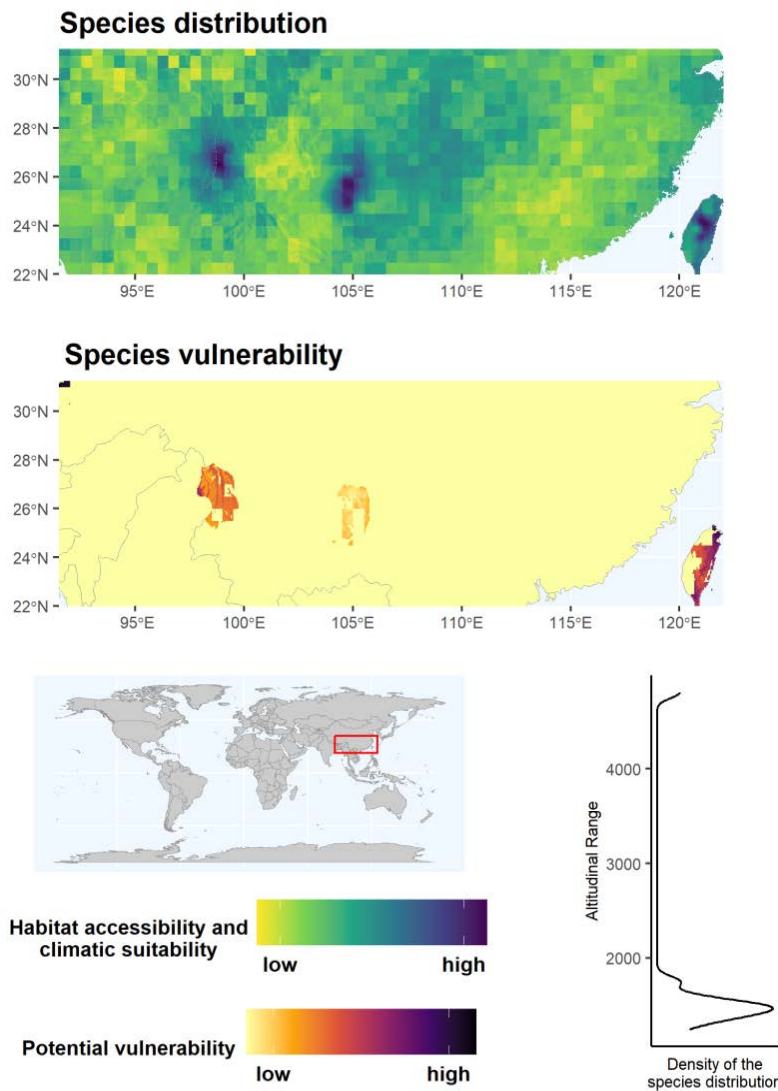 Species distribution
30°N
28°N
26°N
24°N
22°N
95°E
100°E
105°E
110°E
115°E
120°E
Species vulnerability
30°N
28°N
26°N
24°N
22°N
95°E
100°E
105°E
110°E
115°E
120°E
Habitat accessibility and
climatic suitability
low
high
Potential vulnerability
low
high
Altitudinal Range
4000
3000
2000
Density of the
species distribution